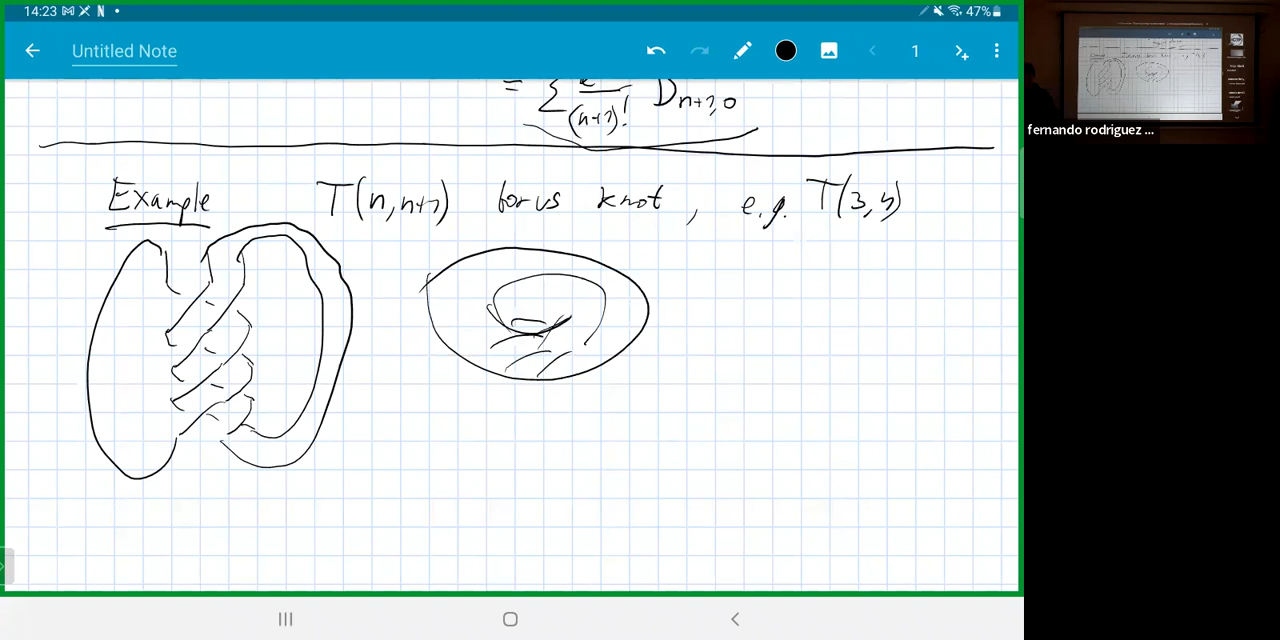 14:23
47%
Untitled Note
1
= Σ (n+1)! D n+1,0
Example T(n,n+1) torus knot, e.g. T(3,4)
fernando rodriguez ...